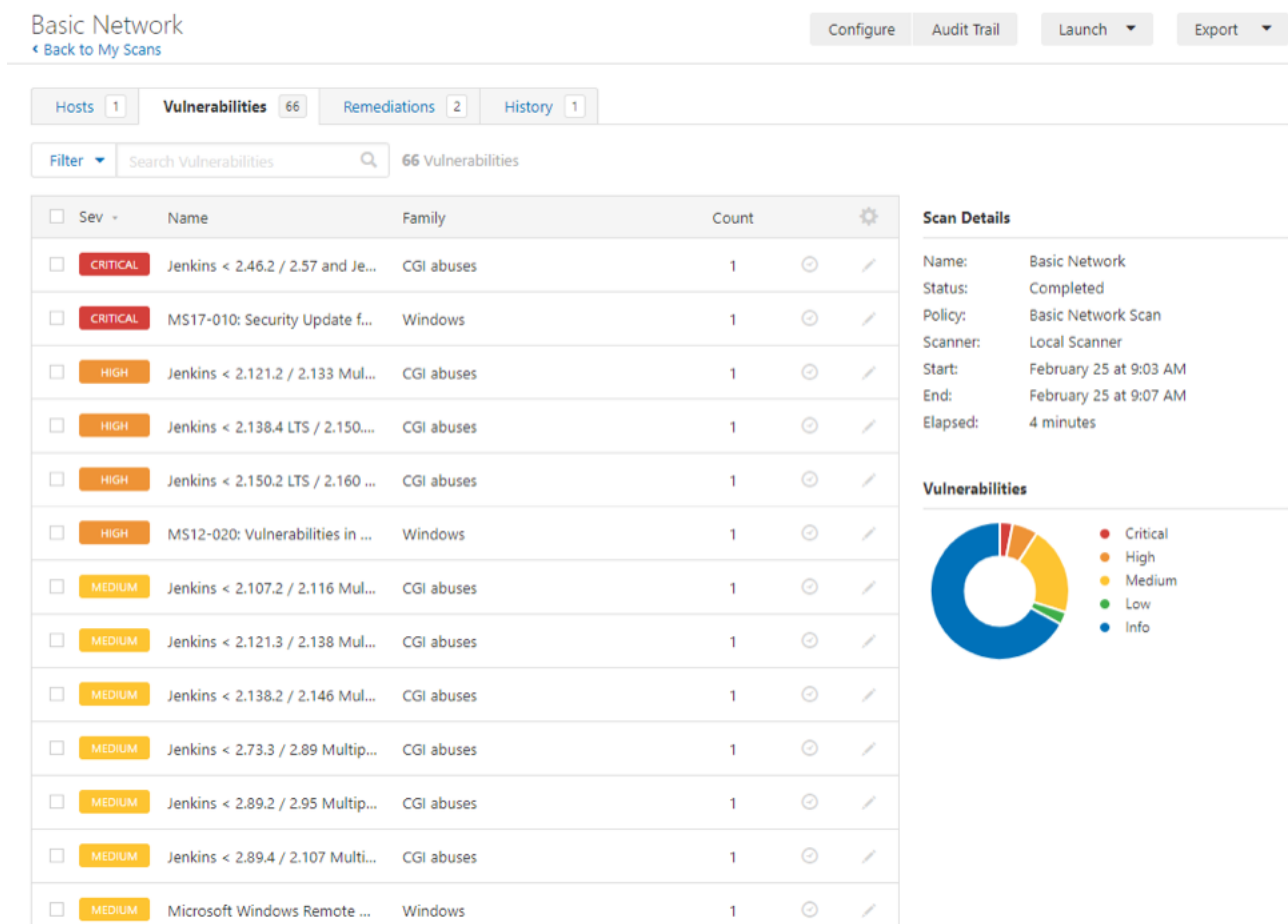 Basic Network
Back to My Scans
Configure Audit Trail Launch Export
Hosts 1 Vulnerabilities 66 Remediations 2 History 1
Filter Search Vulnerabilities 66 Vulnerabilities
Sev Name Family Count
CRITICAL Jenkins < 2.46.2 / 2.57 and Je... CGI abuses 1
CRITICAL MS17-010: Security Update f... Windows 1
HIGH Jenkins < 2.121.2 / 2.133 Mul... CGI abuses 1
HIGH Jenkins < 2.138.4 LTS / 2.150.... CGI abuses 1
HIGH Jenkins < 2.150.2 LTS / 2.160 ... CGI abuses 1
HIGH MS12-020: Vulnerabilities in ... Windows 1
MEDIUM Jenkins < 2.107.2 / 2.116 Mul... CGI abuses 1
MEDIUM Jenkins < 2.121.3 / 2.138 Mul... CGI abuses 1
MEDIUM Jenkins < 2.138.2 / 2.146 Mul... CGI abuses 1
MEDIUM Jenkins < 2.73.3 / 2.89 Multip... CGI abuses 1
MEDIUM Jenkins < 2.89.2 / 2.95 Multip... CGI abuses 1
MEDIUM Jenkins < 2.89.4 / 2.107 Multi... CGI abuses 1
MEDIUM Microsoft Windows Remote ... Windows 1
Scan Details
Name: Basic Network
Status: Completed
Policy: Basic Network Scan
Scanner: Local Scanner
Start: February 25 at 9:03 AM
End: February 25 at 9:07 AM
Elapsed: 4 minutes
Vulnerabilities
Critical
High
Medium
Low
Info